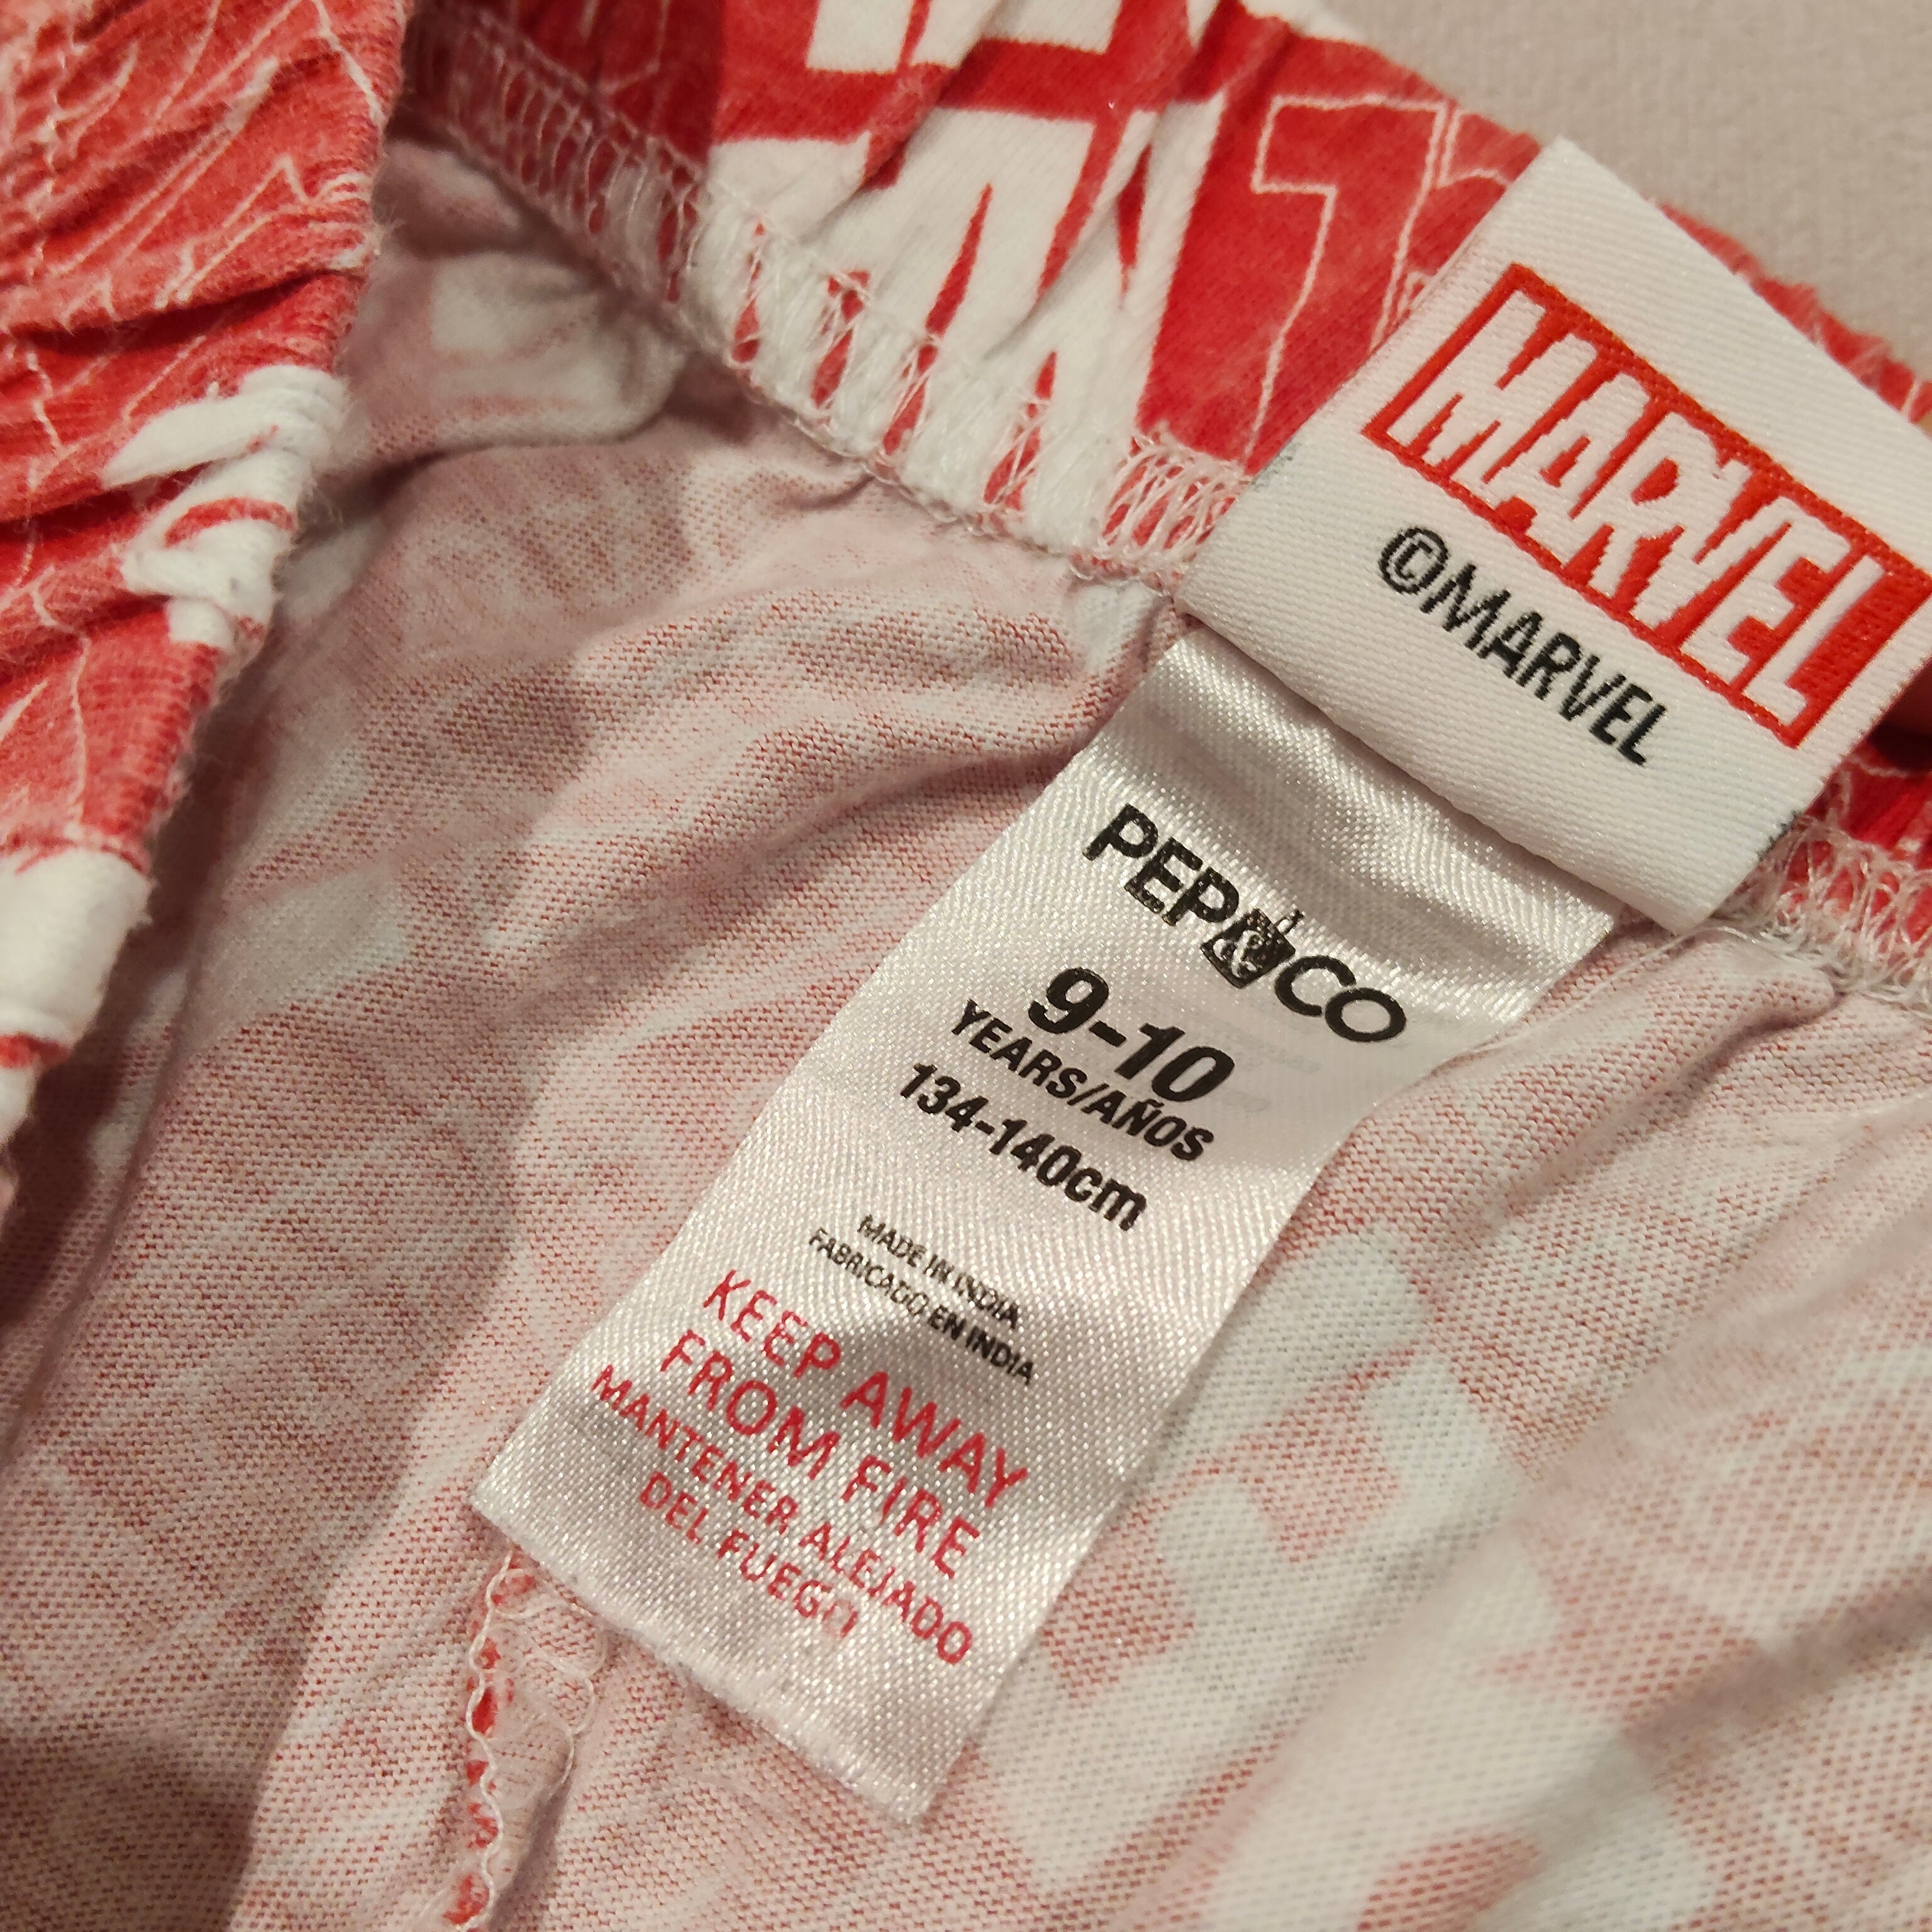 MARVEL
©MARVEL
PEP&CO
9-10
YEARS/AÑOS
134-140cm
MADE IN INDIA
FABRICADO EN INDIA
KEEP AWAY
FROM FIRE
MANTENER ALEJADO
DEL FUEGO